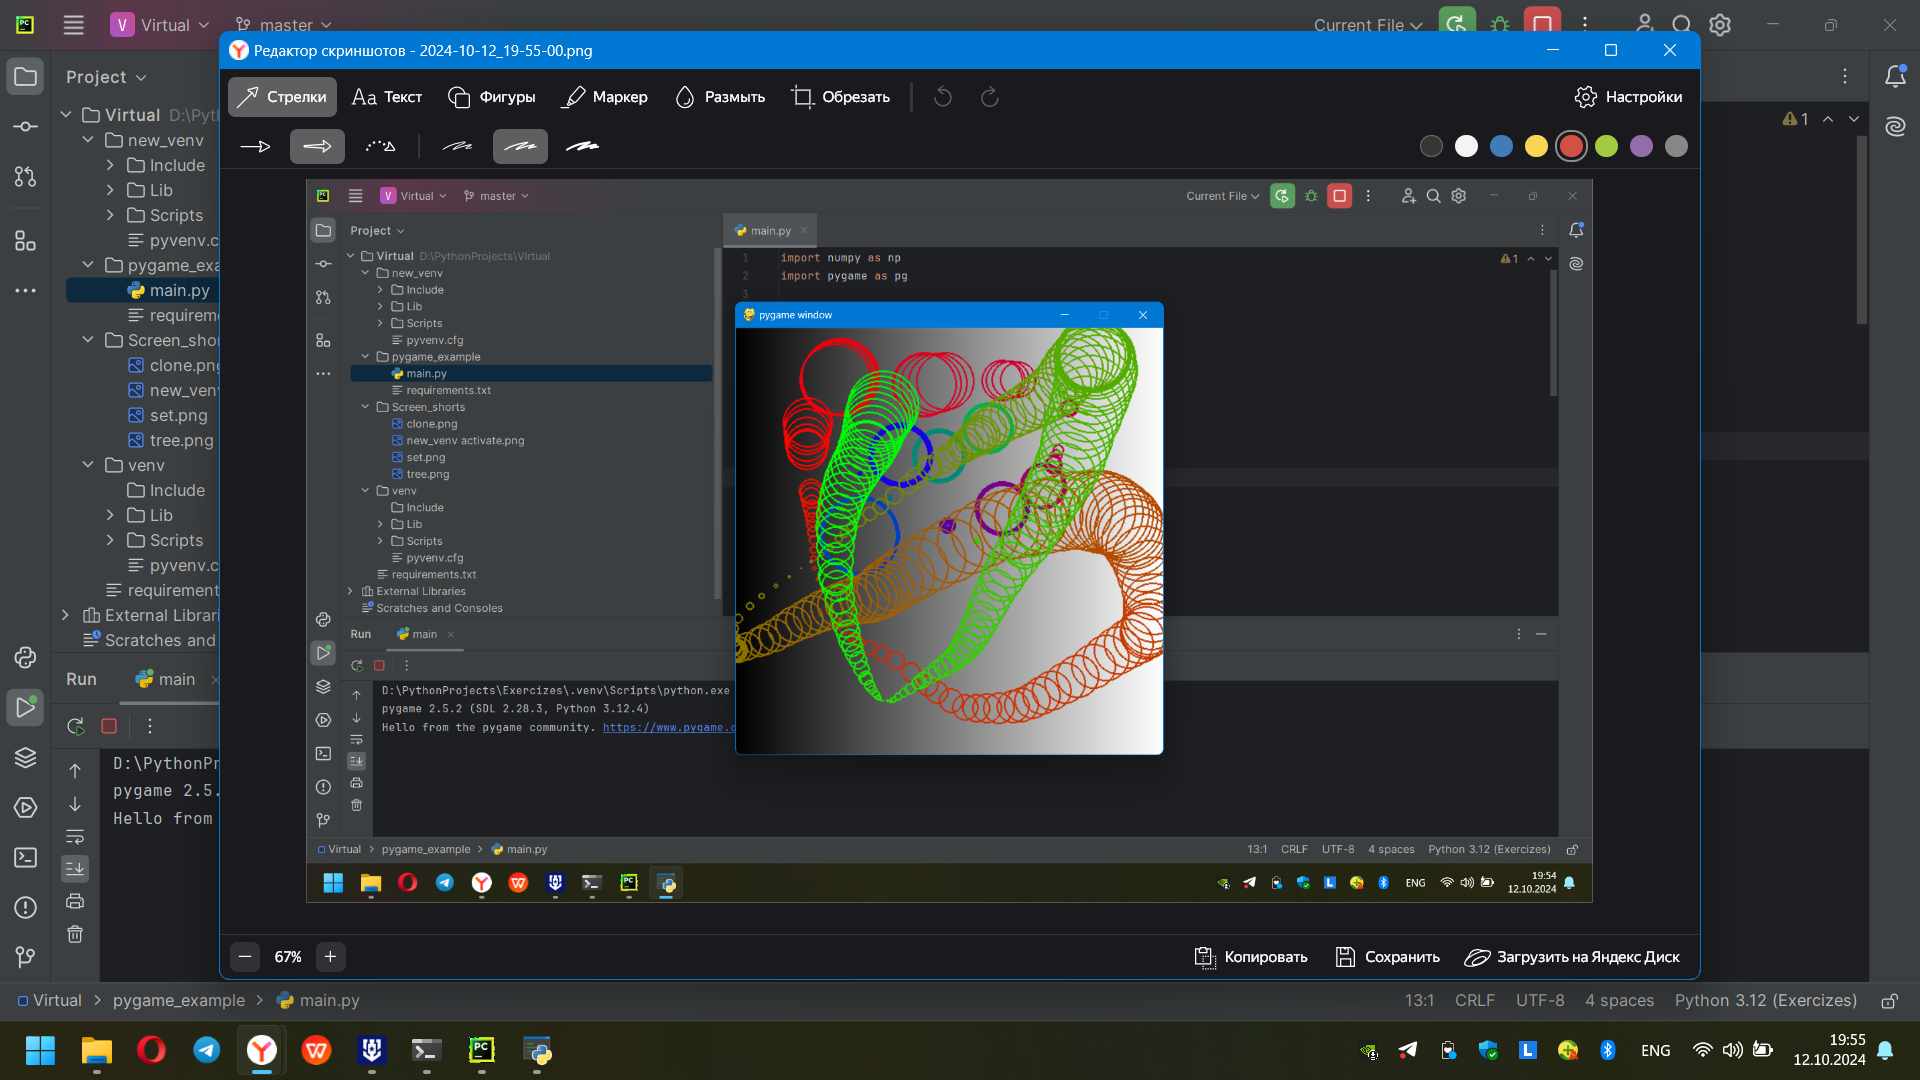 V Virtual
master
Current File
Редактор скриншотов - 2024-10-12_19-55-00.png
Project
Virtual D:\Pyt
new_venv
Include
Lib
Scripts
pyvenv.c
pygame_exa
main.py
requirem
Screen_sho
clone.png
new_ven
set.png
tree.png
venv
Include
Lib
Scripts
pyvenv.c
requirement
External Librari
Scratches and
1
Стрелки
Аа Текст
Фигуры
Маркер
Размыть
Обрезать
Настройки
V Virtual
master
Current File
Project
main.py
Virtual D:\PythonProjects\Virtual
new_venv
Include
Lib
Scripts
pyvenv.cfg
pygame_example
main.py
requirements.txt
Screen_shorts
clone.png
new_venv activate.png
set.png
tree.png
venv
Include
Lib
Scripts
pyvenv.cfg
requirements.txt
External Libraries
Scratches and Consoles
1 import numpy as np
2 import pygame as pg
3
1
pygame window
Run main
D:\PythonProjects\Exercizes\.venv\Scripts\python.exe
pygame 2.5.2 (SDL 2.28.3, Python 3.12.4)
Hello from the pygame community. https://www.pygame.c
Virtual > pygame_example > main.py
13:1 CRLF UTF-8 4 spaces Python 3.12 (Exercizes)
ENG
19:54
12.10.2024
67%
Копировать
Сохранить
Загрузить на Яндекс Диск
Run main
D:\PythonPr
pygame 2.5.
Hello from
Virtual > pygame_example > main.py
13:1 CRLF UTF-8 4 spaces Python 3.12 (Exercizes)
ENG
19:55
12.10.2024